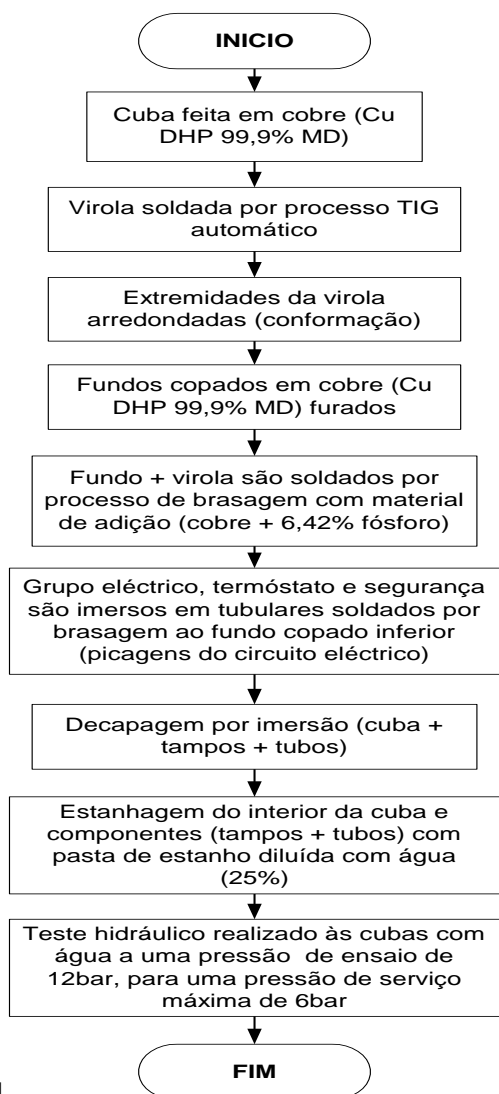 INICIO
Cuba feita em cobre (Cu
DHP 99,9% MD)
Virola soldada por processo TIG
automático
Extremidades da virola
arredondadas (conformação)
Fundos copados em cobre (Cu
DHP 99,9% MD) furados
Fundo + virola são soldados por
processo de brasagem com material
de adição (cobre + 6,42% fósforo)
Grupo eléctrico, termóstato e segurança
são imersos em tubulares soldados por
brasagem ao fundo copado inferior
(picagens do circuito eléctrico)
Decapagem por imersão (cuba +
tampos + tubos)
Estanhagem do interior da cuba e
componentes (tampos + tubos) com
pasta de estanho diluída com água
(25%)
Teste hidráulico realizado às cubas com
água a uma pressão de ensaio de
12bar, para uma pressão de serviço
máxima de 6bar
FIM